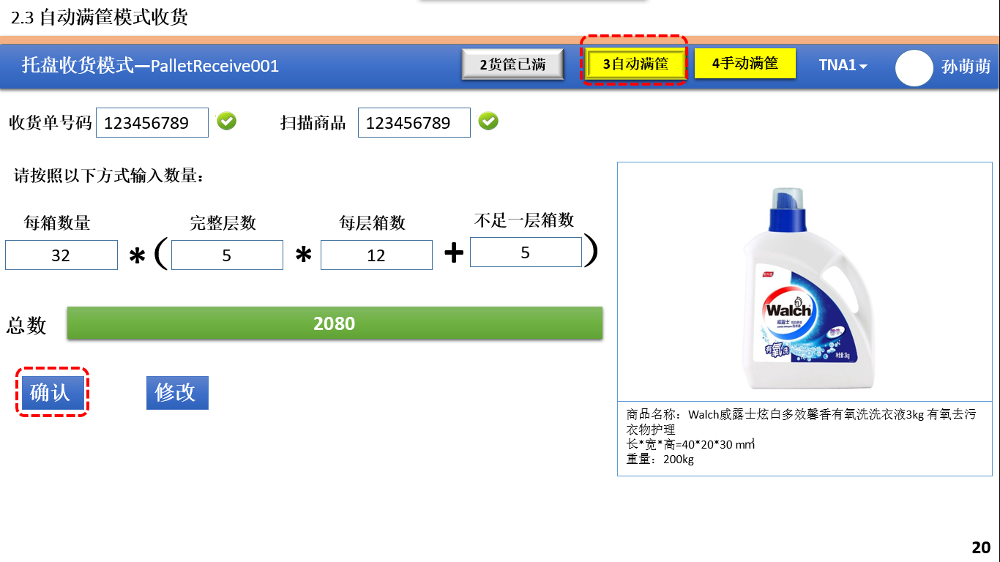 2.3 自动满筐模式收货
托盘收货模式—PalletReceive001
2货筐已满
3自动满筐
4手动满筐
TNA1
孙萌萌
收货单号码 123456789
扫描商品 123456789
请按照以下方式输入数量：
每箱数量 完整层数 每层箱数 不足一层箱数
32 * ( 5 * 12 + 5 )
总数 2080
确认 修改
Walch
威露士
有氧洗
净含量:3kg
商品名称：Walch威露士炫白多效馨香有氧洗洗衣液3kg 有氧去污
衣物护理
长*宽*高=40*20*30 mm³
重量：200kg
20